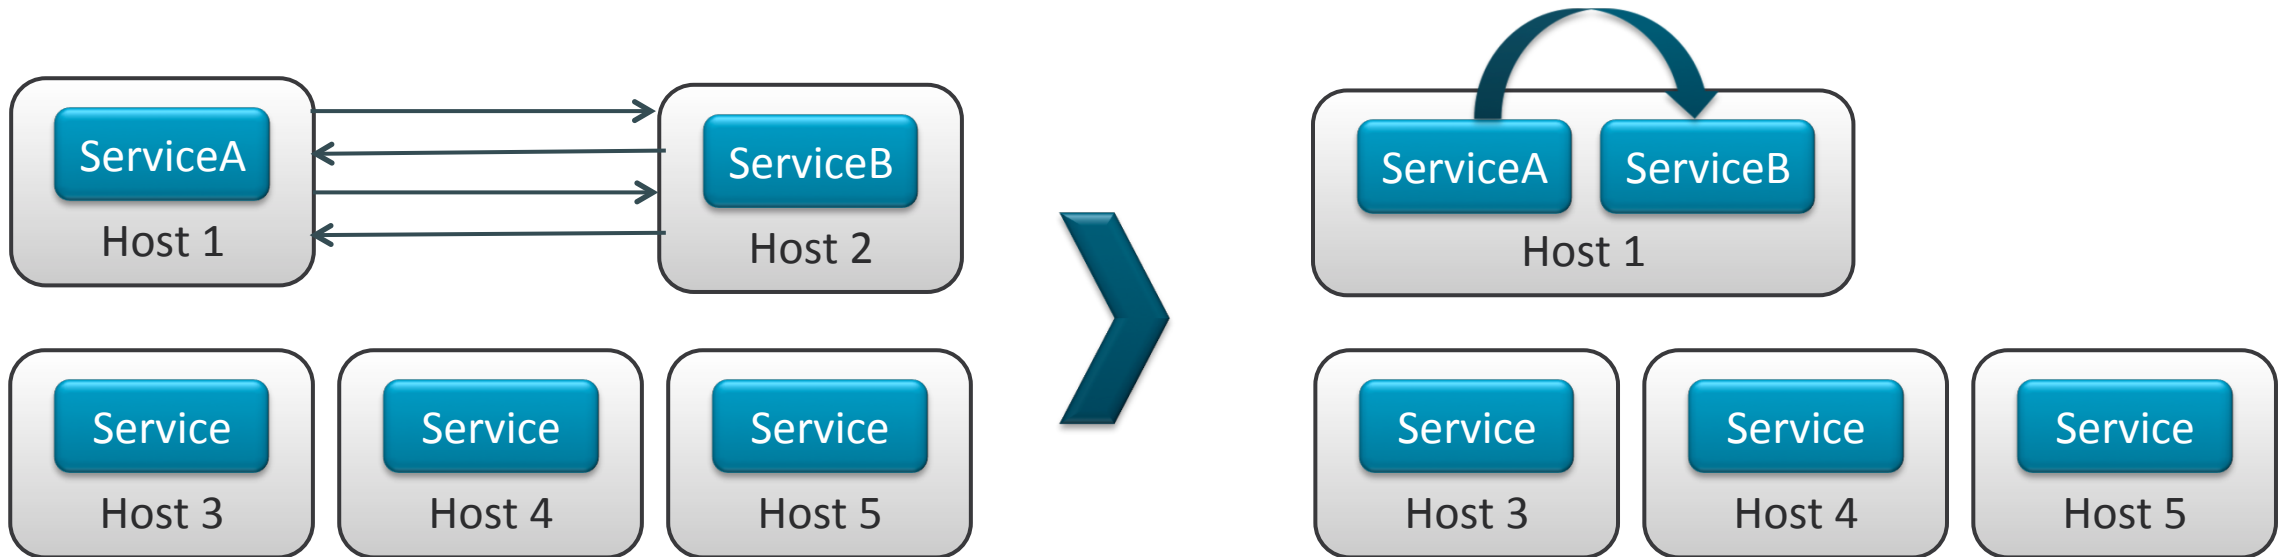 ServiceA
Host 1
ServiceB
Host 2
Service
Host 3
Service
Host 4
Service
Host 5
ServiceA
ServiceB
Host 1
Service
Host 3
Service
Host 4
Service
Host 5